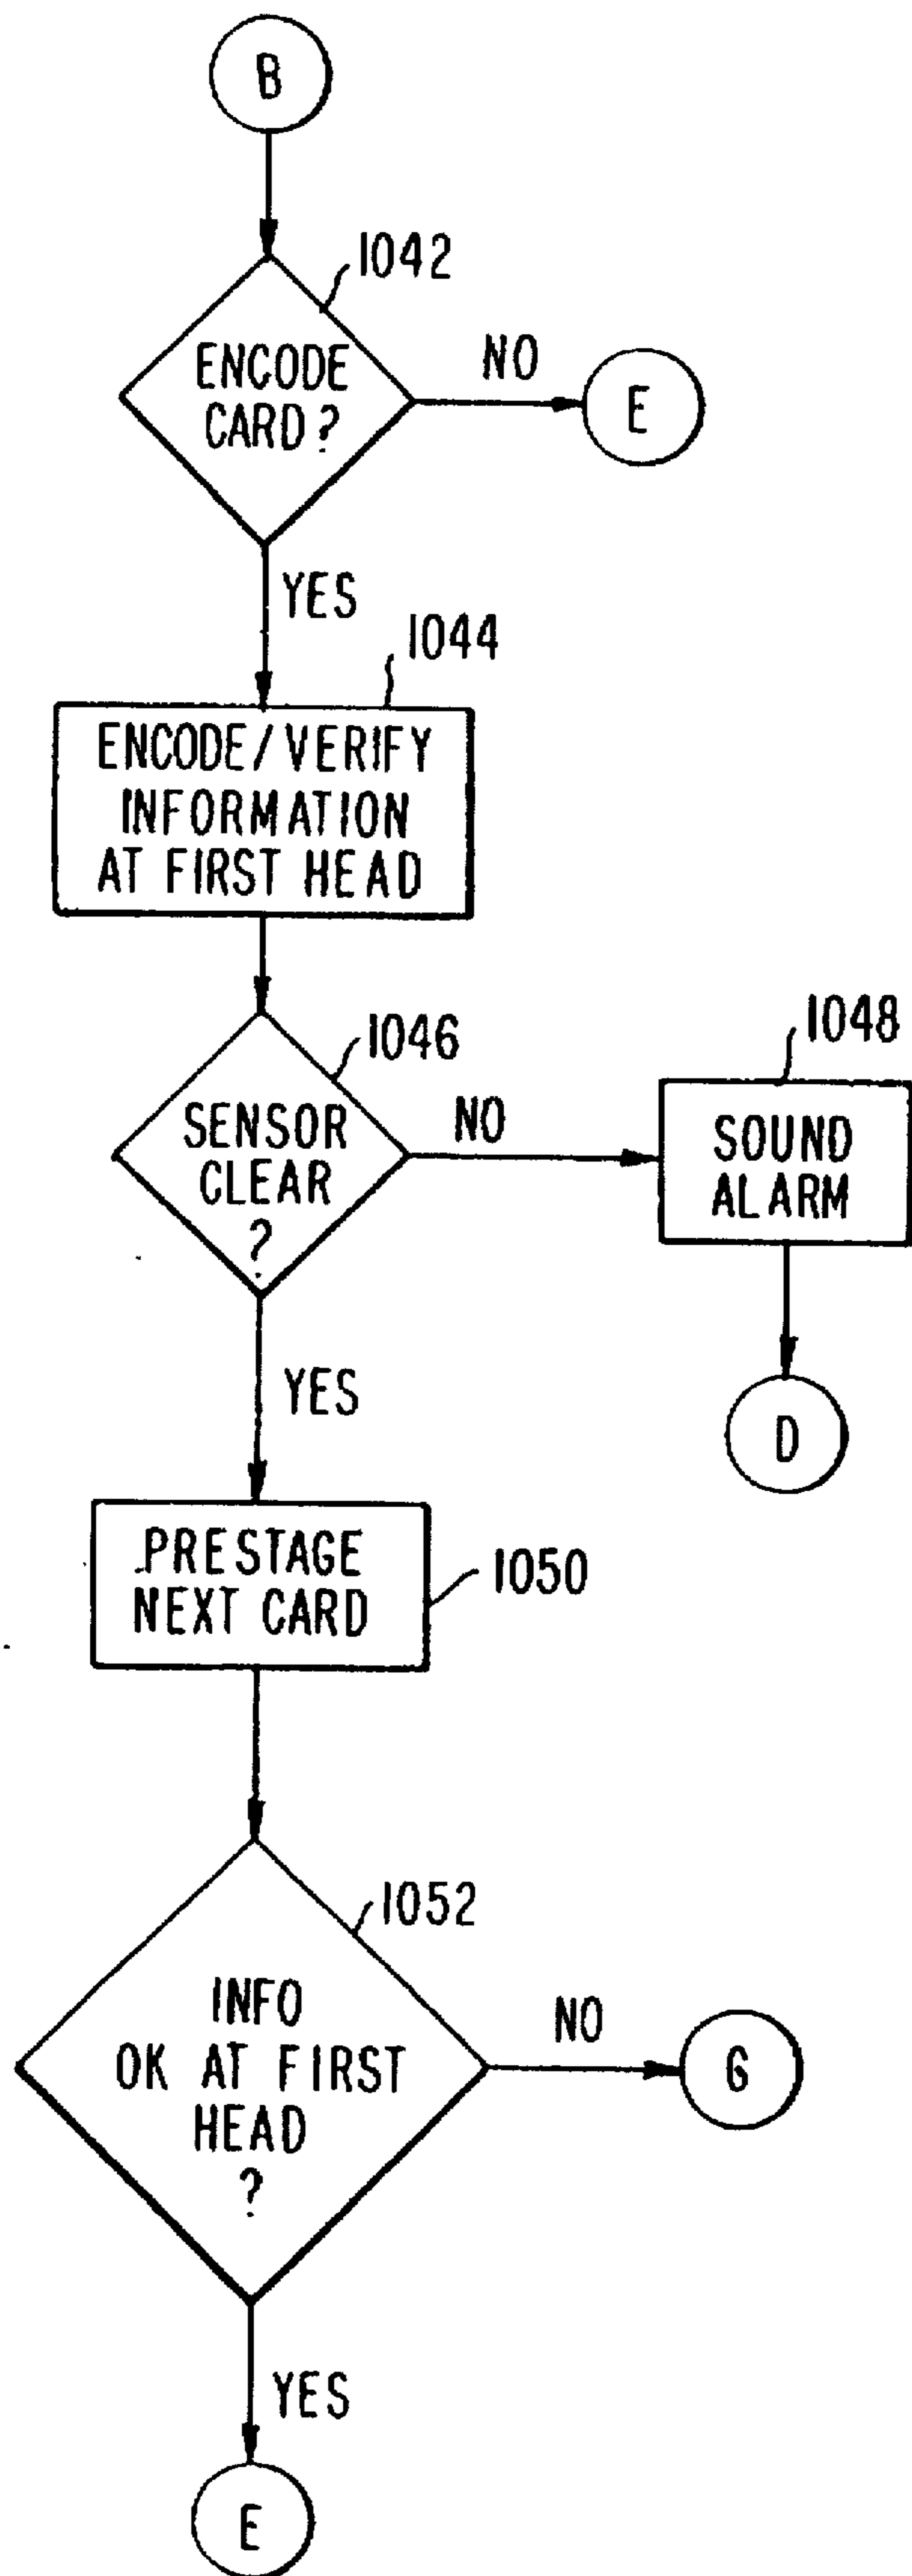 B
1042
ENCODE
CARD?
NO
E
YES
1044
ENCODE/VERIFY
INFORMATION
AT FIRST HEAD
1046
SENSOR
CLEAR
?
NO
1048
SOUND
ALARM
D
YES
PRESTAGE
NEXT CARD
1050
1052
INFO
OK AT FIRST
HEAD
?
NO
G
YES
E